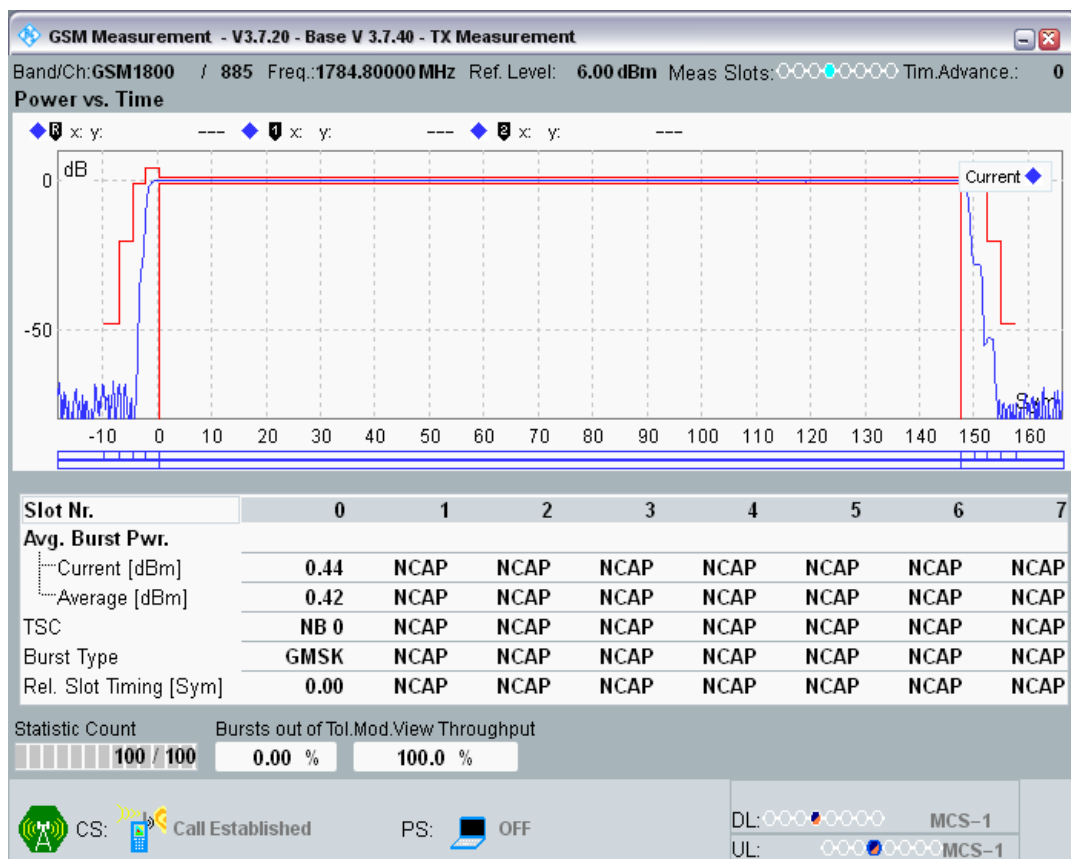 GSM Measurement - V3.7.20 - Base V 3.7.40 - TX Measurement
Band/Ch:GSM1800 / 885 Freq.:1784.80000 MHz Ref. Level: 6.00 dBm Meas Slots: Tim.Advance.: 0
Power vs. Time
R x: y: --- 1 x: y: --- 2 x: y: ---
dB
Current
0
-50
Sym
-10 0 10 20 30 40 50 60 70 80 90 100 110 120 130 140 150 160
Slot Nr. 0 1 2 3 4 5 6 7
Avg. Burst Pwr.
Current [dBm] 0.44 NCAP NCAP NCAP NCAP NCAP NCAP NCAP
Average [dBm] 0.42 NCAP NCAP NCAP NCAP NCAP NCAP NCAP
TSC NB 0 NCAP NCAP NCAP NCAP NCAP NCAP NCAP
Burst Type GMSK NCAP NCAP NCAP NCAP NCAP NCAP NCAP
Rel. Slot Timing [Sym] 0.00 NCAP NCAP NCAP NCAP NCAP NCAP NCAP
Statistic Count Bursts out of Tol. Mod.View Throughput
100 / 100 0.00 % 100.0 %
CS: Call Established PS: OFF
DL: MCS-1
UL: MCS-1